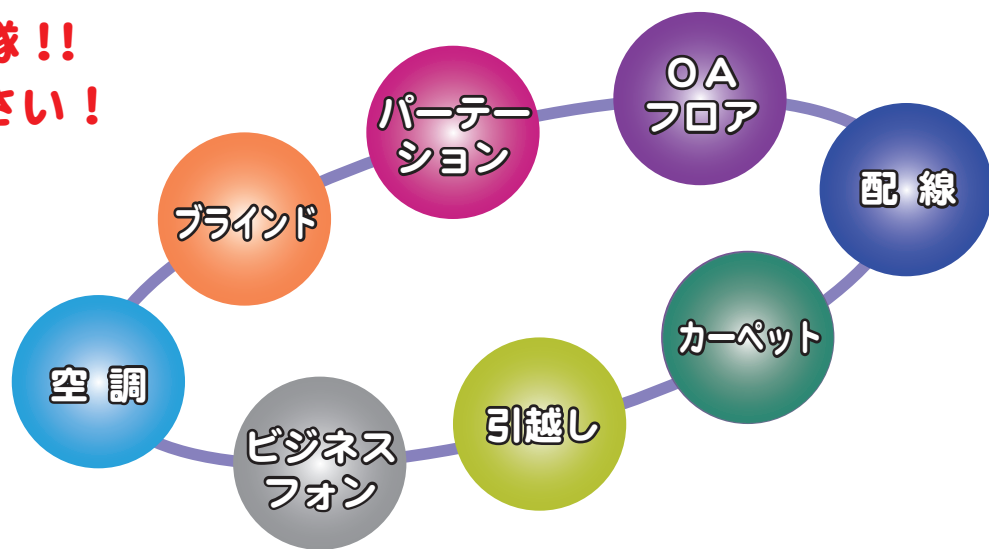 隊!!
さい!
パーテー
ション
OA
フロア
配 線
ブラインド
カーペット
空 調
引越し
ビジネス
フォン